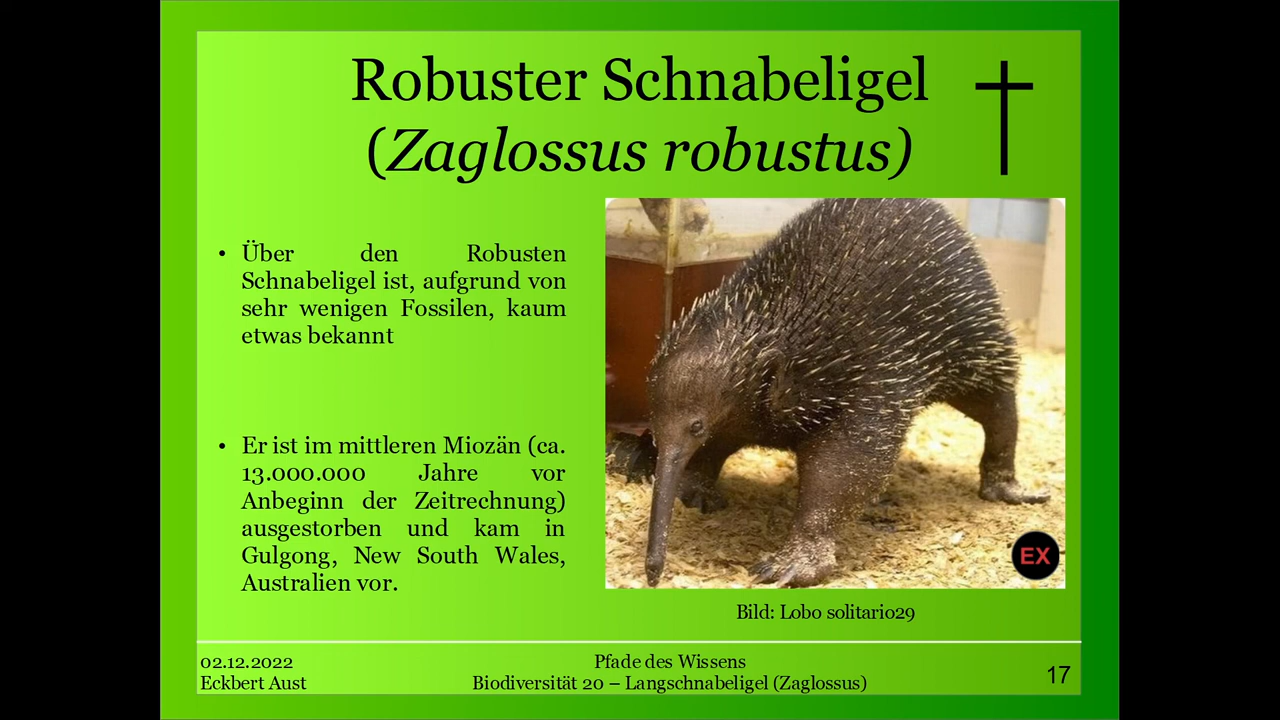 Robuster Schnabeligel
(Zaglossus robustus)
• Über den Robusten
Schnabeligel ist, aufgrund von
sehr wenigen Fossilen, kaum
etwas bekannt
• Er ist im mittleren Miozän (ca.
13.000.000 Jahre vor
Anbeginn der Zeitrechnung)
ausgestorben und kam in
Gulgong, New South Wales,
Australien vor.
EX
Bild: Lobo solitario29
02.12.2022
Eckbert Aust
Pfade des Wissens
Biodiversität 20 – Langschnabeligel (Zaglossus)
17